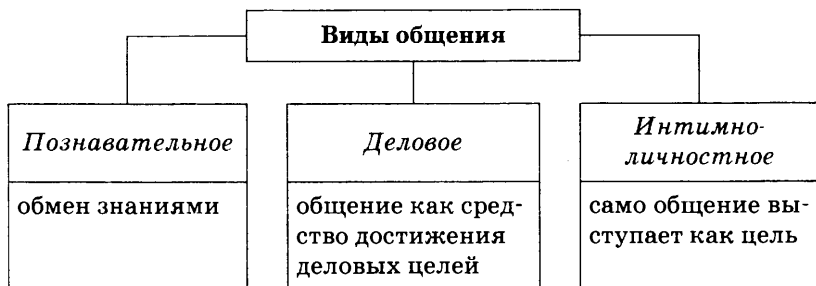 Виды общения
Познавательное
обмен знаниями
Деловое
общение как сред-
ство достижения
деловых целей
Интимно-
личностное
само общение вы-
ступает как цель